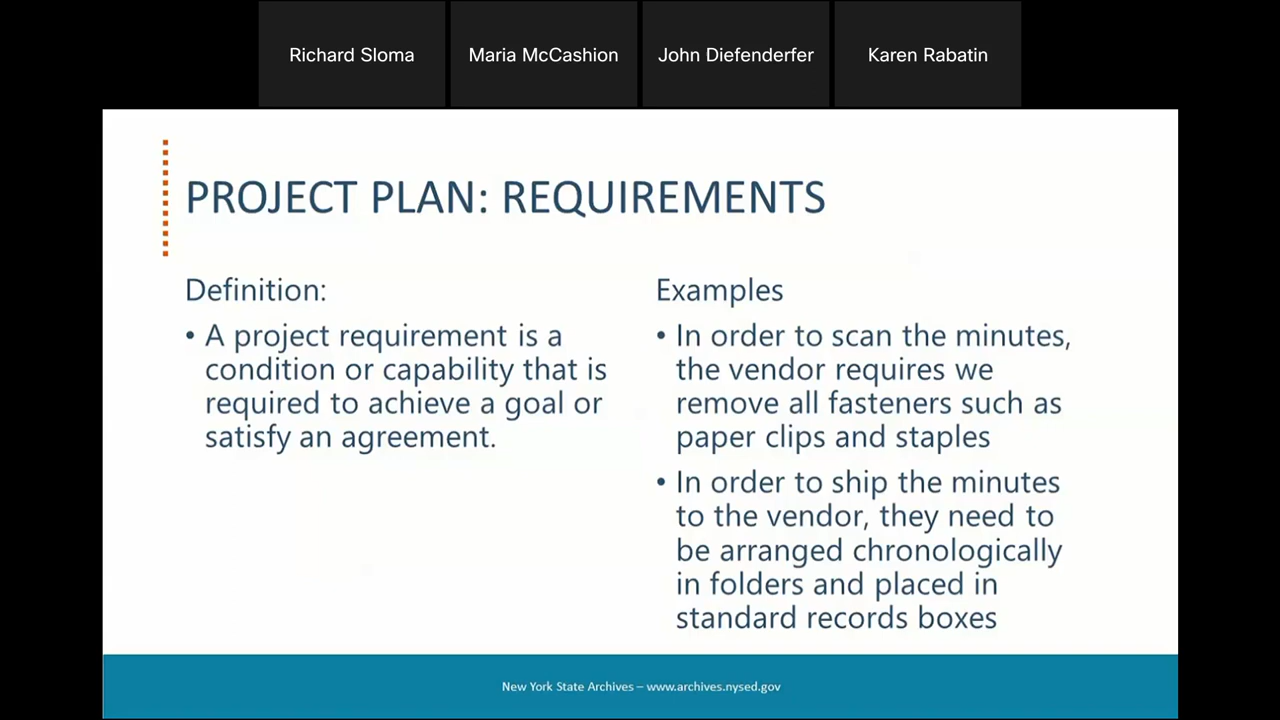 Richard Sloma
Maria McCashion
John Diefenderfer
Karen Rabatin
PROJECT PLAN: REQUIREMENTS
Definition:
• A project requirement is a
condition or capability that is
required to achieve a goal or
satisfy an agreement.
Examples
• In order to scan the minutes,
the vendor requires we
remove all fasteners such as
paper clips and staples
• In order to ship the minutes
to the vendor, they need to
be arranged chronologically
in folders and placed in
standard records boxes
New York State Archives – www.archives.nysed.gov